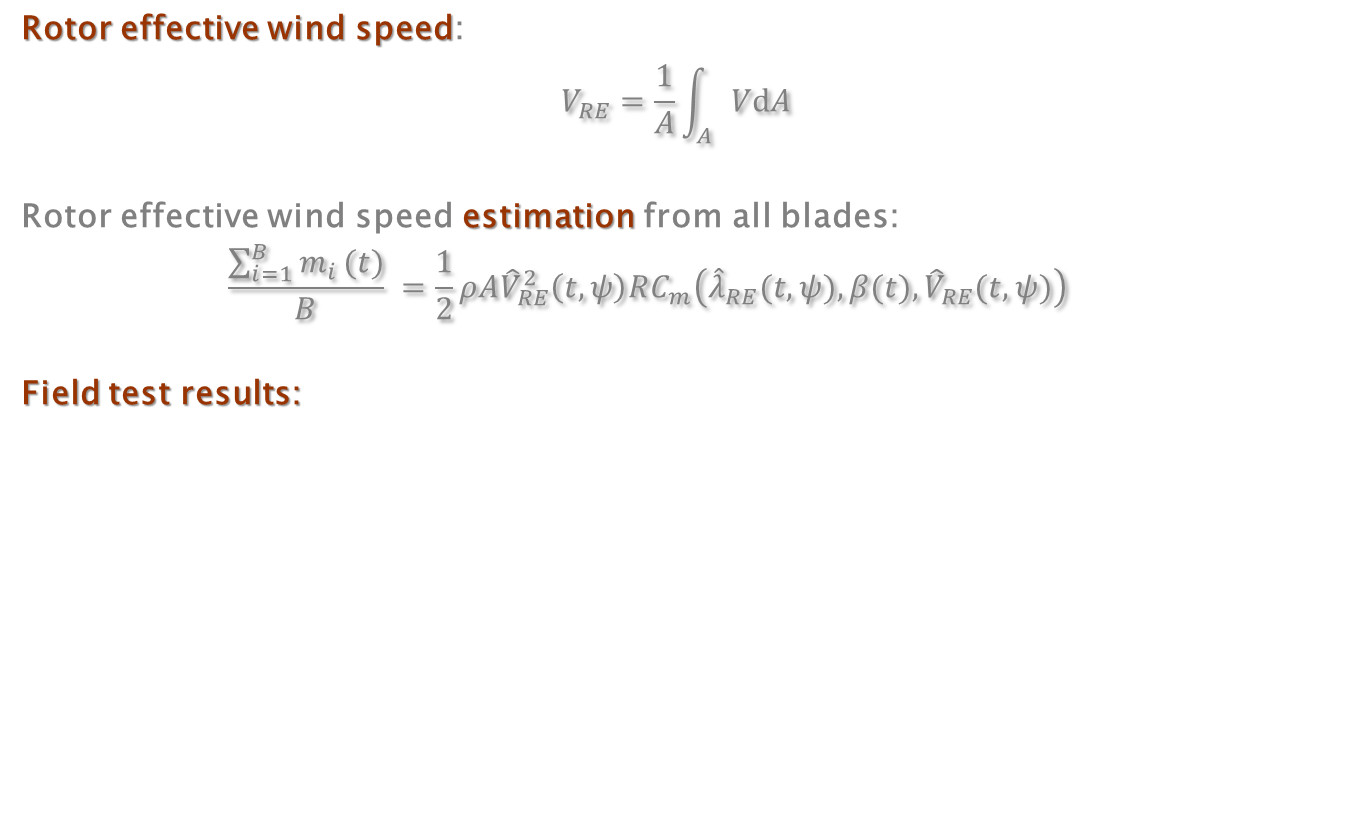 Rotor effective wind speed:
V_RE = 1/A ∫_A V dA
Rotor effective wind speed estimation from all blades:
∑_{i=1}^{B} m_i (t) / B = 1/2 ρAV̂_RE^2(t, ψ)RC_m(λ̂_RE(t, ψ), β(t), V̂_RE(t, ψ))
Field test results: